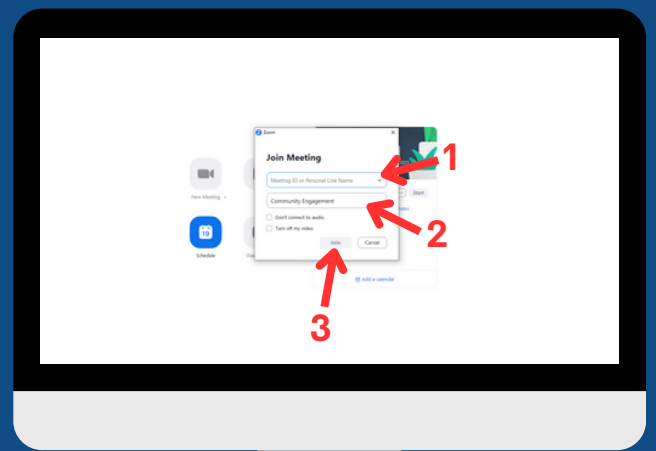 Zoom
Join Meeting
1
Meeting ID or Personal Link Name
Start
New Meeting
Community Engagement
2
Don't connect to audio
Turn off my video
19
Join
Cancel
Schedule
Add a calendar
3